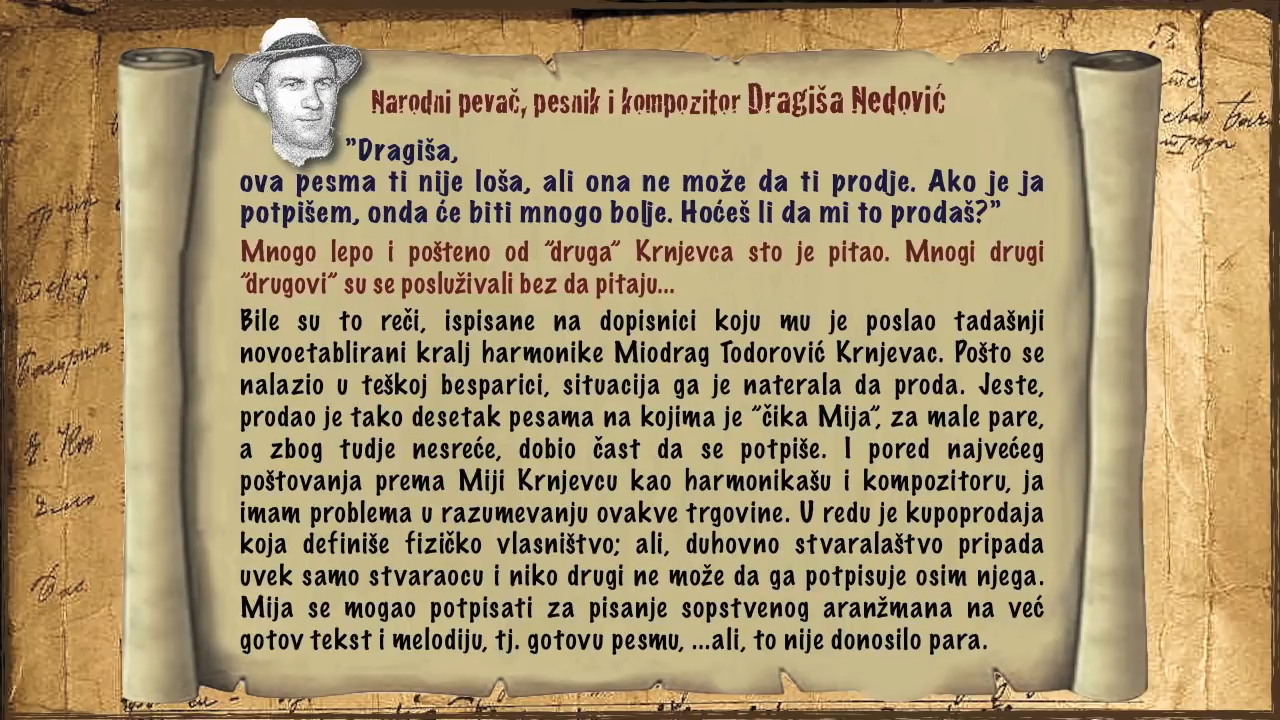 Narodni pevač, pesnik i kompozitor Dragiša Nedović
"Dragiša,
ova pesma ti nije loša, ali ona ne može da ti prodje. Ako je ja
potpišem, onda će biti mnogo bolje. Hoćeš li da mi to prodaš?"
Mnogo lepo i pošteno od "druga" Krnjevca sto je pitao. Mnogi drugi
"drugovi" su se posluživali bez da pitaju...
Bile su to reči, ispisane na dopisnici koju mu je poslao tadašnji
novoetablirani kralj harmonike Miodrag Todorović Krnjevac. Pošto se
nalazio u teškoj besparici, situacija ga je naterala da proda. Jeste,
prodao je tako desetak pesama na kojima je "čika Mija", za male pare,
a zbog tudje nesreće, dobio čast da se potpiše. I pored najvećeg
poštovanja prema Miji Krnjevcu kao harmonikašu i kompozitoru, ja
imam problema u razumevanju ovakve trgovine. U redu je kupoprodaja
koja definiše fizičko vlasništvo; ali, duhovno stvaralaštvo pripada
uvek samo stvaraocu i niko drugi ne može da ga potpisuje osim njega.
Mija se mogao potpisati za pisanje sopstvenog aranžmana na već
gotov tekst i melodiju, tj. gotovu pesmu, ...ali, to nije donosilo para.